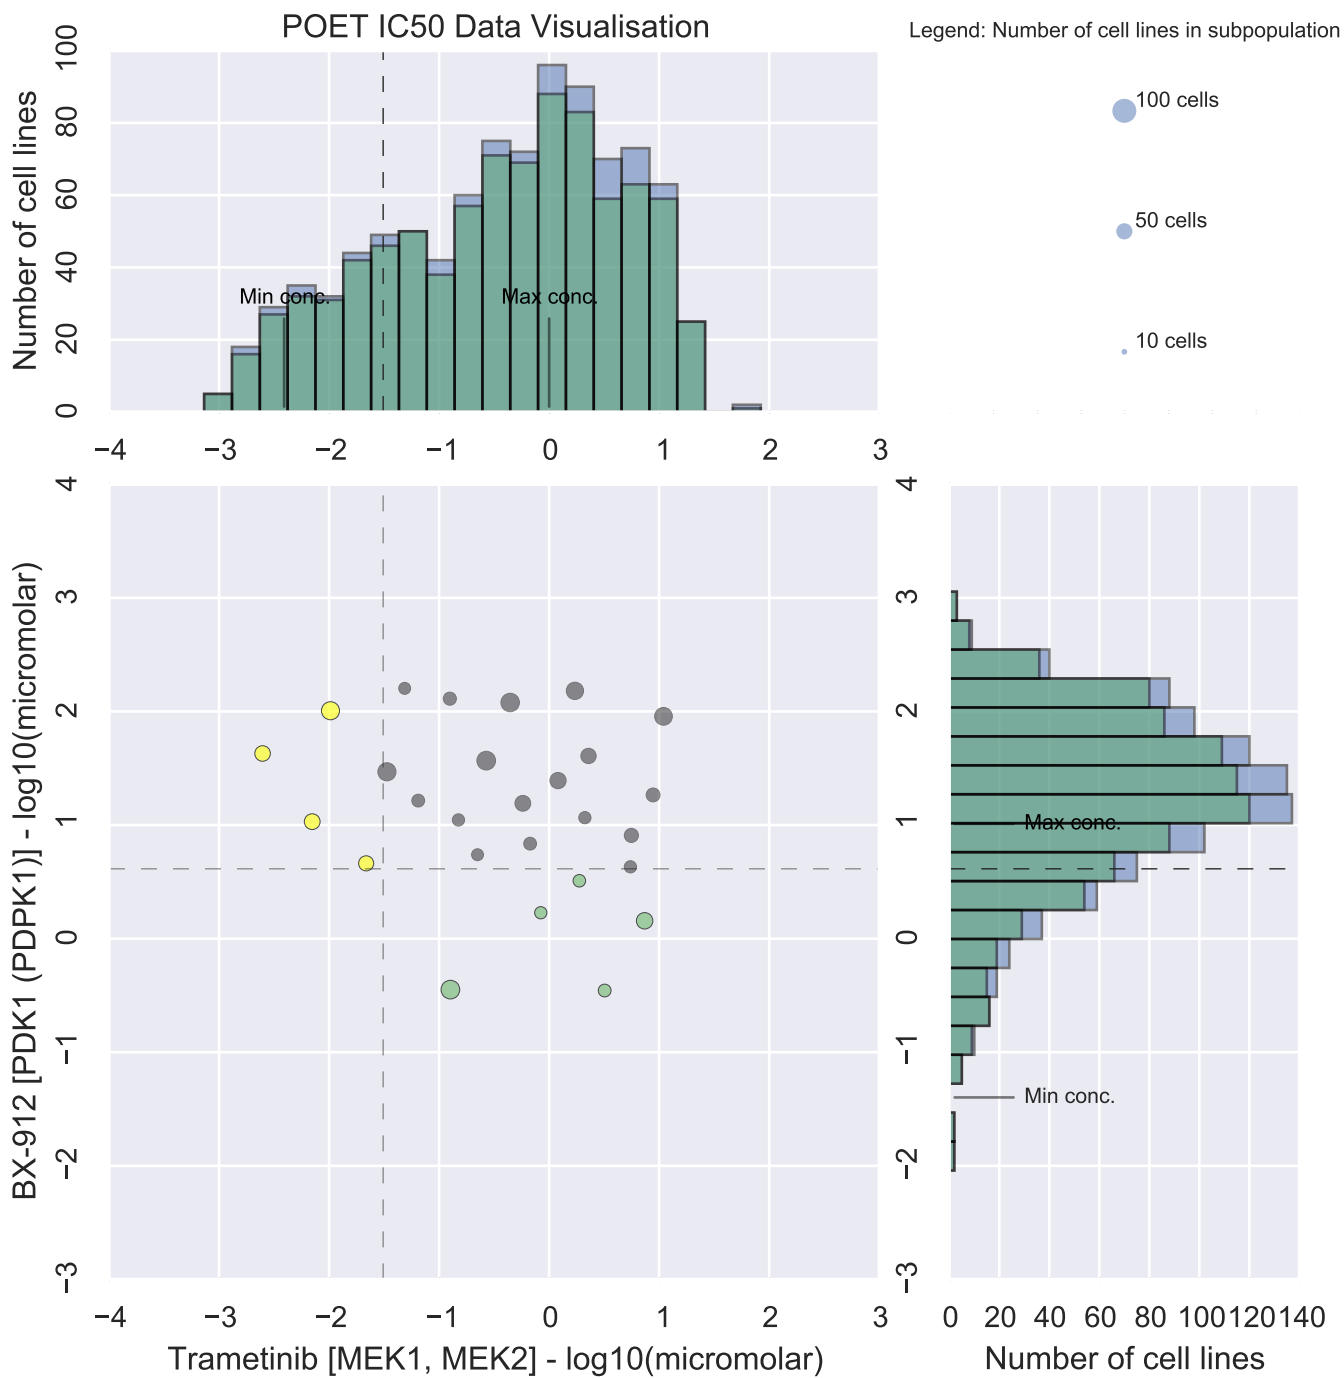 POET IC50 Data Visualisation
Legend: Number of cell lines in subpopulation
100 cells
50 cells
10 cells
Number of cell lines
100
80
60
40
20
0
Min conc.
Max conc.
−4 −3 −2 −1 0 1 2 3
BX-912 [PDK1 (PDPK1)] - log10(micromolar)
4
3
2
1
0
−1
−2
−3
−4 −3 −2 −1 0 1 2 3
Trametinib [MEK1, MEK2] - log10(micromolar)
4
3
2
1
0
−1
−2
−3
Max conc.
Min conc.
0 20 40 60 80 100 120 140
Number of cell lines